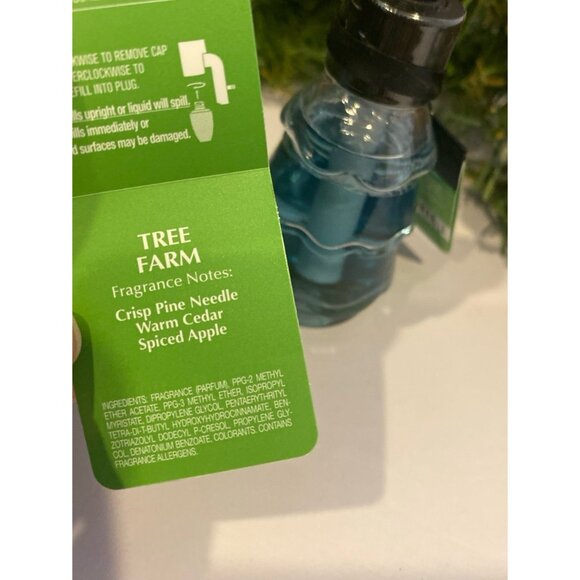 KWISE TO REMOVE CAP
ERCLOCKWISE TO
EFILL INTO PLUG.
lls upright or liquid will spill.
ills immediately or
d surfaces may be damaged.
TREE
FARM
Fragrance Notes:
Crisp Pine Needle
Warm Cedar
Spiced Apple
INGREDIENTS: FRAGRANCE (PARFUM), PPG-2 METHYL
ETHER ACETATE, PPG-3 METHYL ETHER, ISOPROPYL
MYRISTATE, DIPROPYLENE GLYCOL, PENTAERYTHRITYL
TETRA-DI-T-BUTYL HYDROXYHYDROCINNAMATE, BEN-
ZOTRIAZOLYL DODECYL P-CRESOL, PROPYLENE GLY-
COL, DENATONIUM BENZOATE, COLORANTS. CONTAINS
FRAGRANCE ALLERGENS.